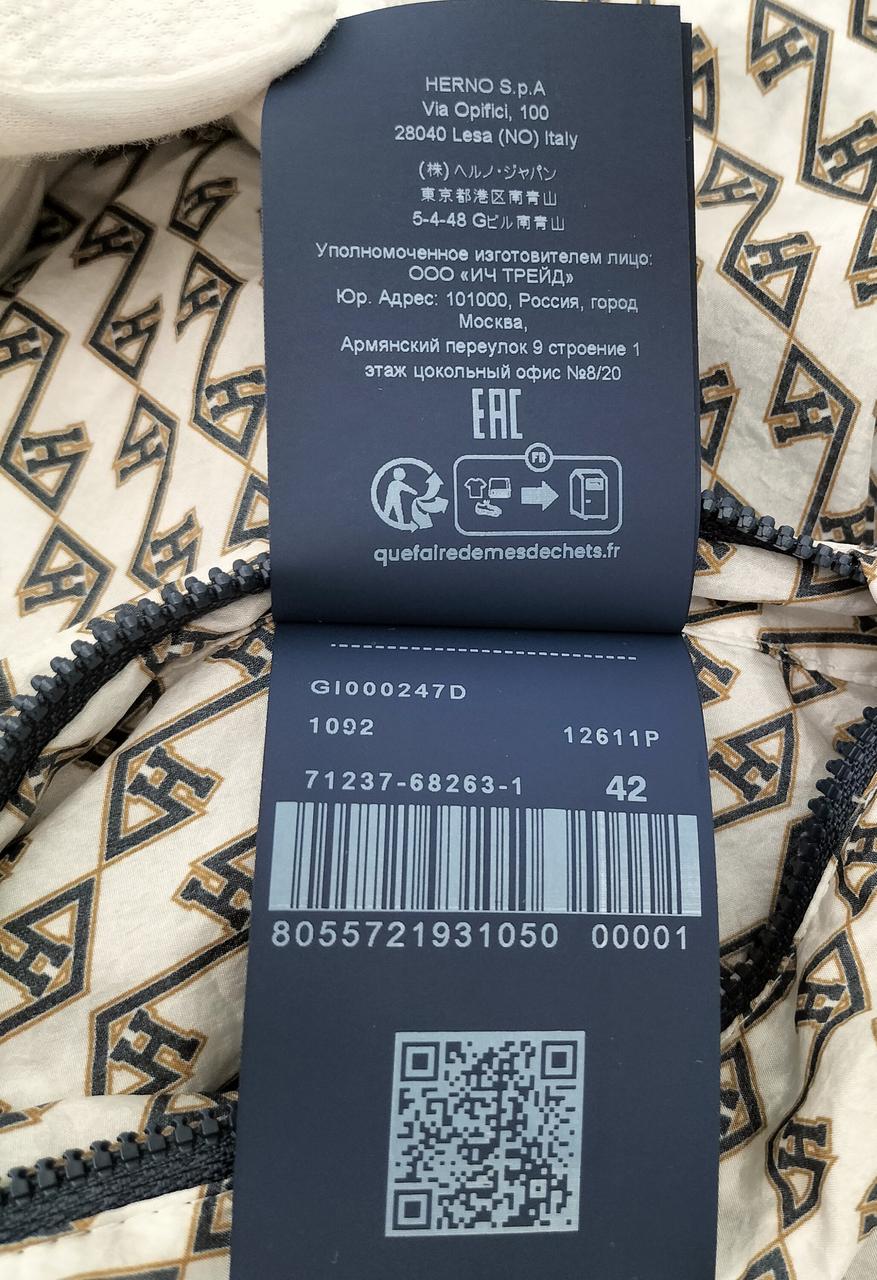 HERNO S.p.A
Via Opifici, 100
28040 Lesa (NO) Italy
(株)ヘルノ・ジャパン
東京都港区南青山
5-4-48 Gビル南青山
Уполномоченное изготовителем лицо:
ООО «ИЧ ТРЕЙД»
Юр. Адрес: 101000, Россия, город
Москва,
Армянский переулок 9 строение 1
этаж цокольный офис №8/20
EAC
FR
quefairedemesdechets.fr
GI000247D
1092 12611P
71237-68263-1 42
8055721931050 00001